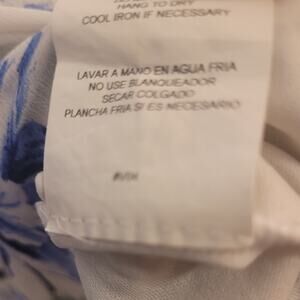 HANG TO DRY
COOL IRON IF NECESSARY
LAVAR A MANO EN AGUA FRIA
NO USE BLANQUEADOR
SECAR COLGADO
PLANCHA FRIA SI ES NECESARIO